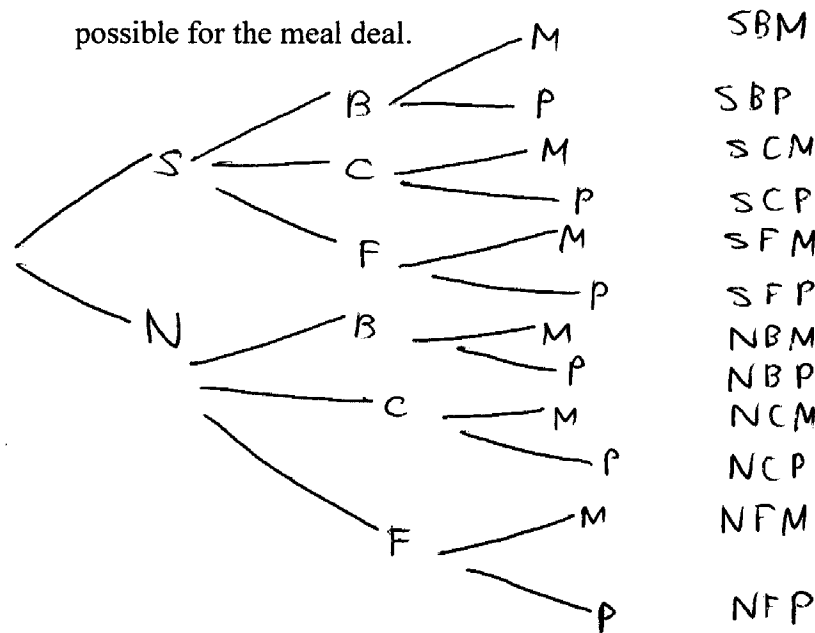 possible for the meal deal.
M SBM
B P SBP
S C M SCM
P SCP
F M SFM
P SFP
N B M NBM
P NBP
C M NCM
P NCP
F M NFM
P NFP